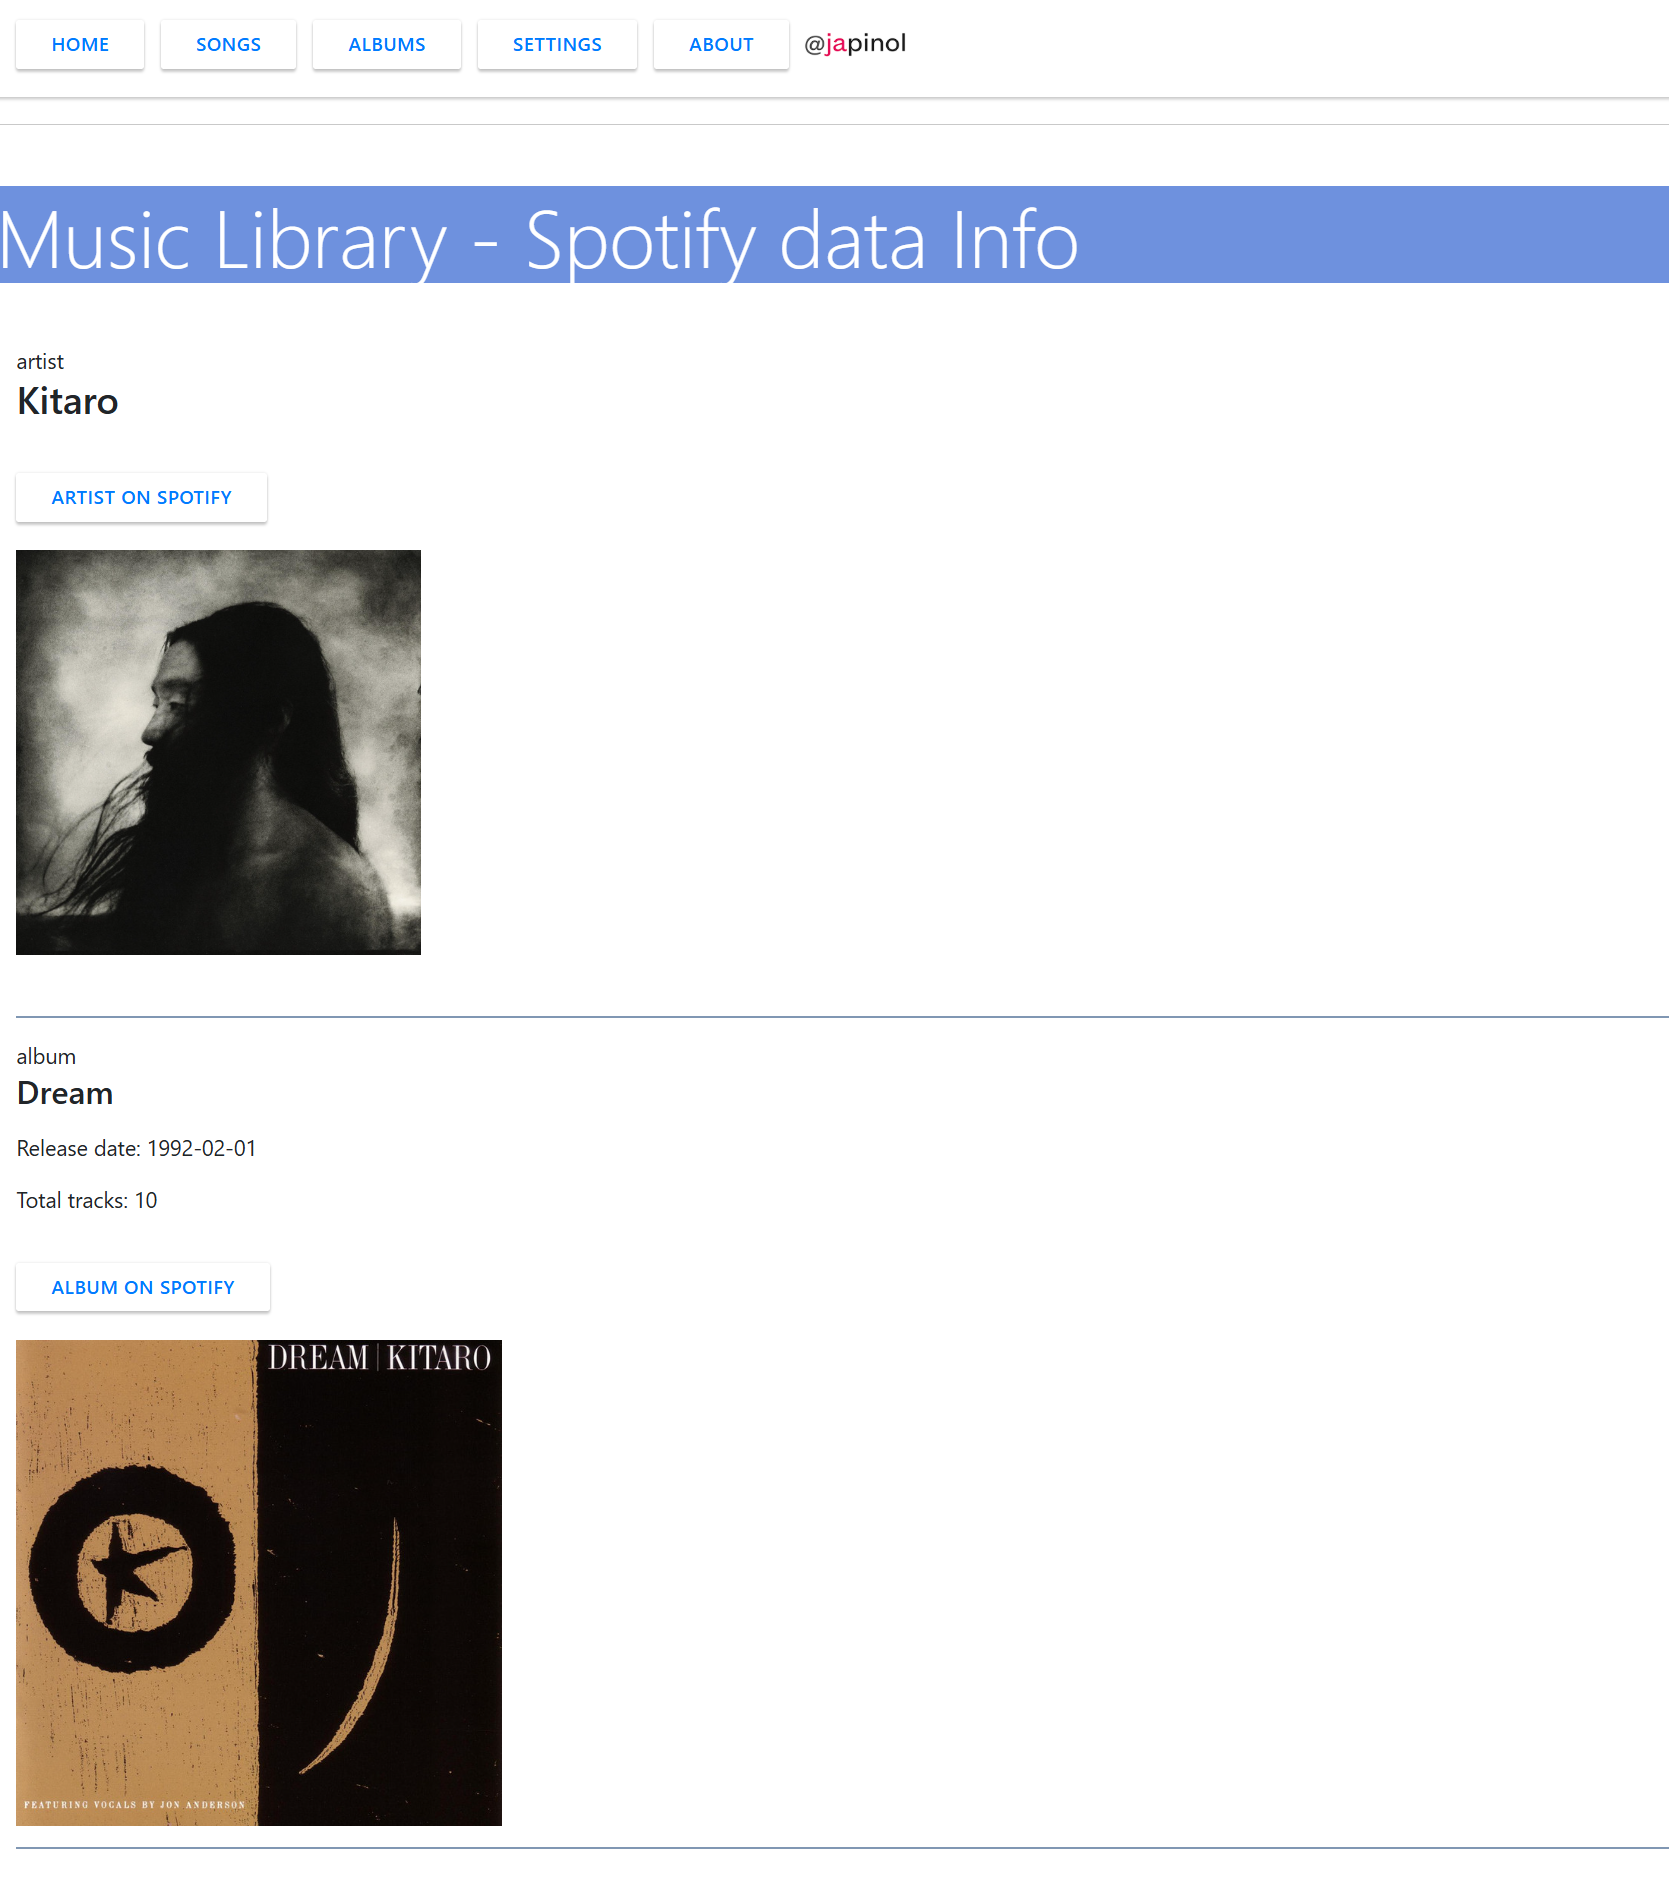 HOME SONGS ALBUMS SETTINGS ABOUT @japinol
Music Library - Spotify data Info
artist
Kitaro
ARTIST ON SPOTIFY
album
Dream
Release date: 1992-02-01
Total tracks: 10
ALBUM ON SPOTIFY
DREAM | KITARO
FEATURING VOCALS BY JON ANDERSON